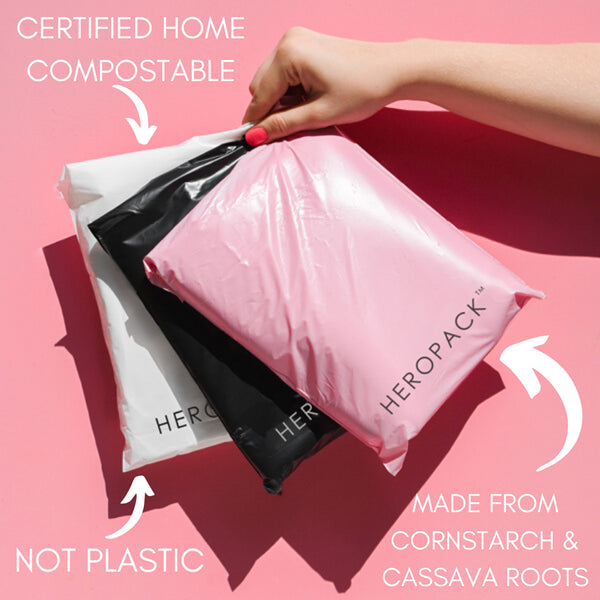 CERTIFIED HOME
COMPOSTABLE
HEROPACK™
HER
HERO
NOT PLASTIC
MADE FROM
CORNSTARCH &
CASSAVA ROOTS